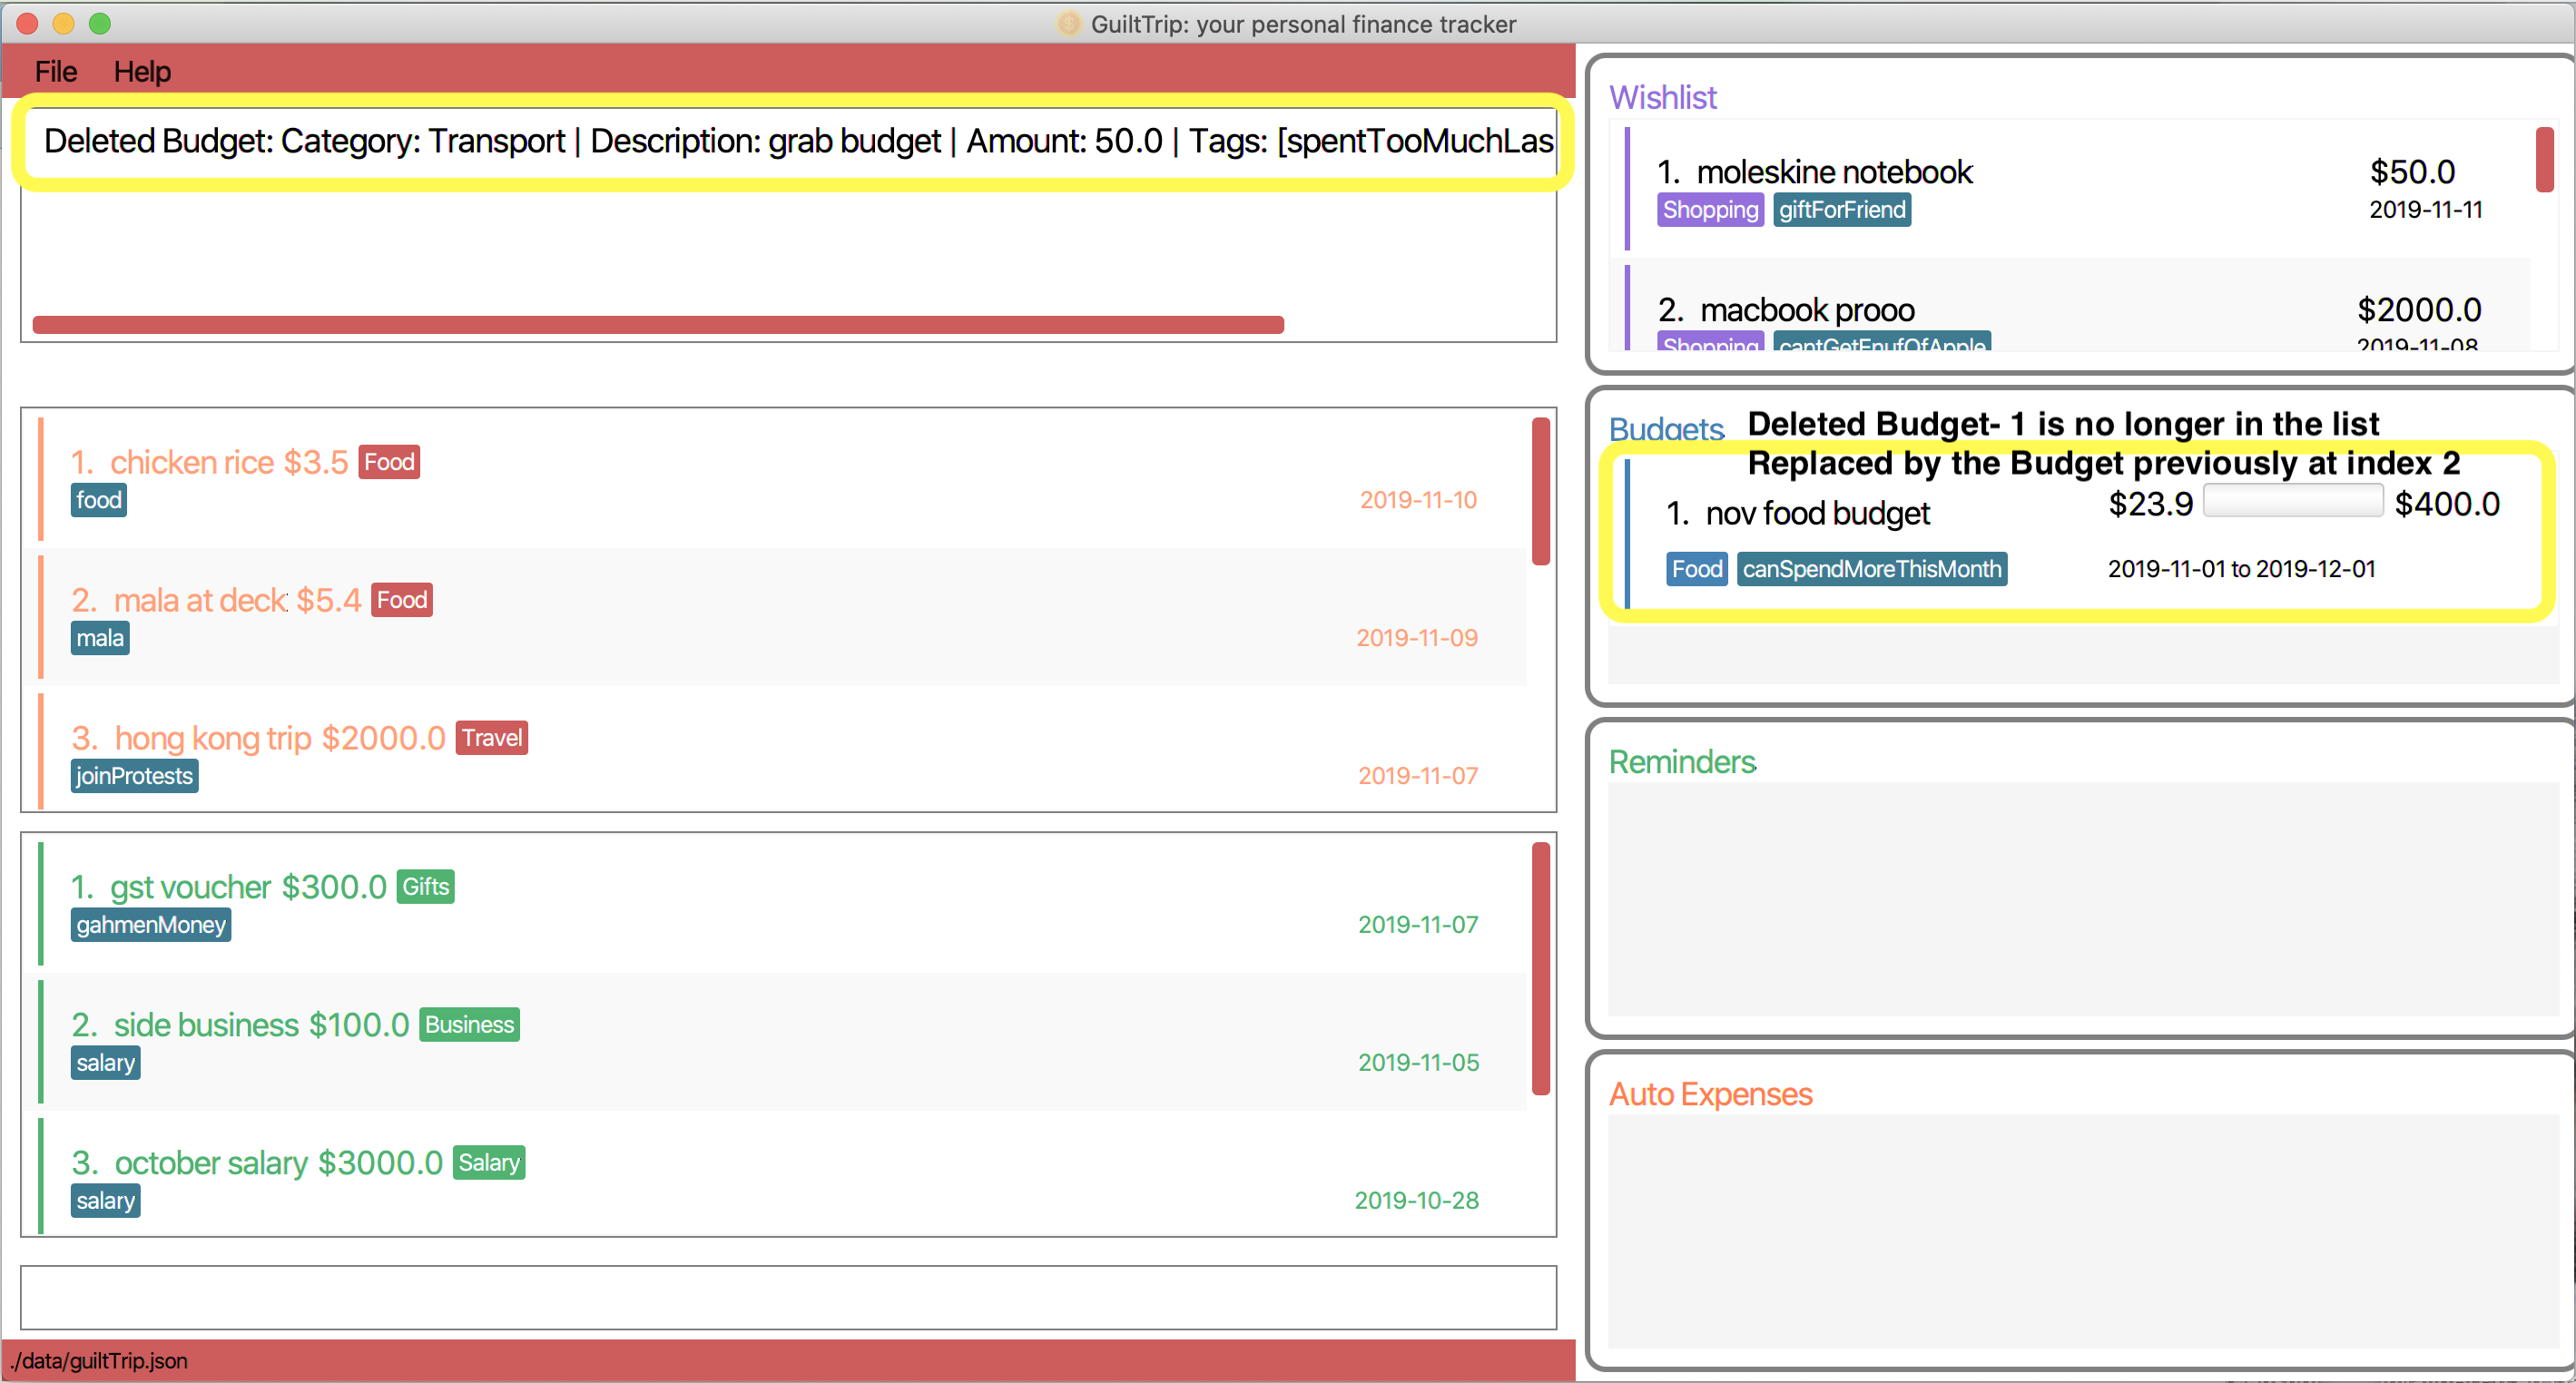 GuiltTrip: your personal finance tracker
File Help
Deleted Budget: Category: Transport | Description: grab budget | Amount: 50.0 | Tags: [spentTooMuchLas
1. chicken rice $3.5 Food
food 2019-11-10
2. mala at deck $5.4 Food
mala 2019-11-09
3. hong kong trip $2000.0 Travel
joinProtests 2019-11-07
1. gst voucher $300.0 Gifts
gahmenMoney 2019-11-07
2. side business $100.0 Business
salary 2019-11-05
3. october salary $3000.0 Salary
salary 2019-10-28
./data/guiltTrip.json
Wishlist
1. moleskine notebook $50.0
Shopping giftForFriend 2019-11-11
2. macbook prooo $2000.0
Shopping cantGetEnufOfApple 2019-11-08
Budgets Deleted Budget- 1 is no longer in the list
Replaced by the Budget previously at index 2
1. nov food budget $23.9 $400.0
Food canSpendMoreThisMonth 2019-11-01 to 2019-12-01
Reminders
Auto Expenses